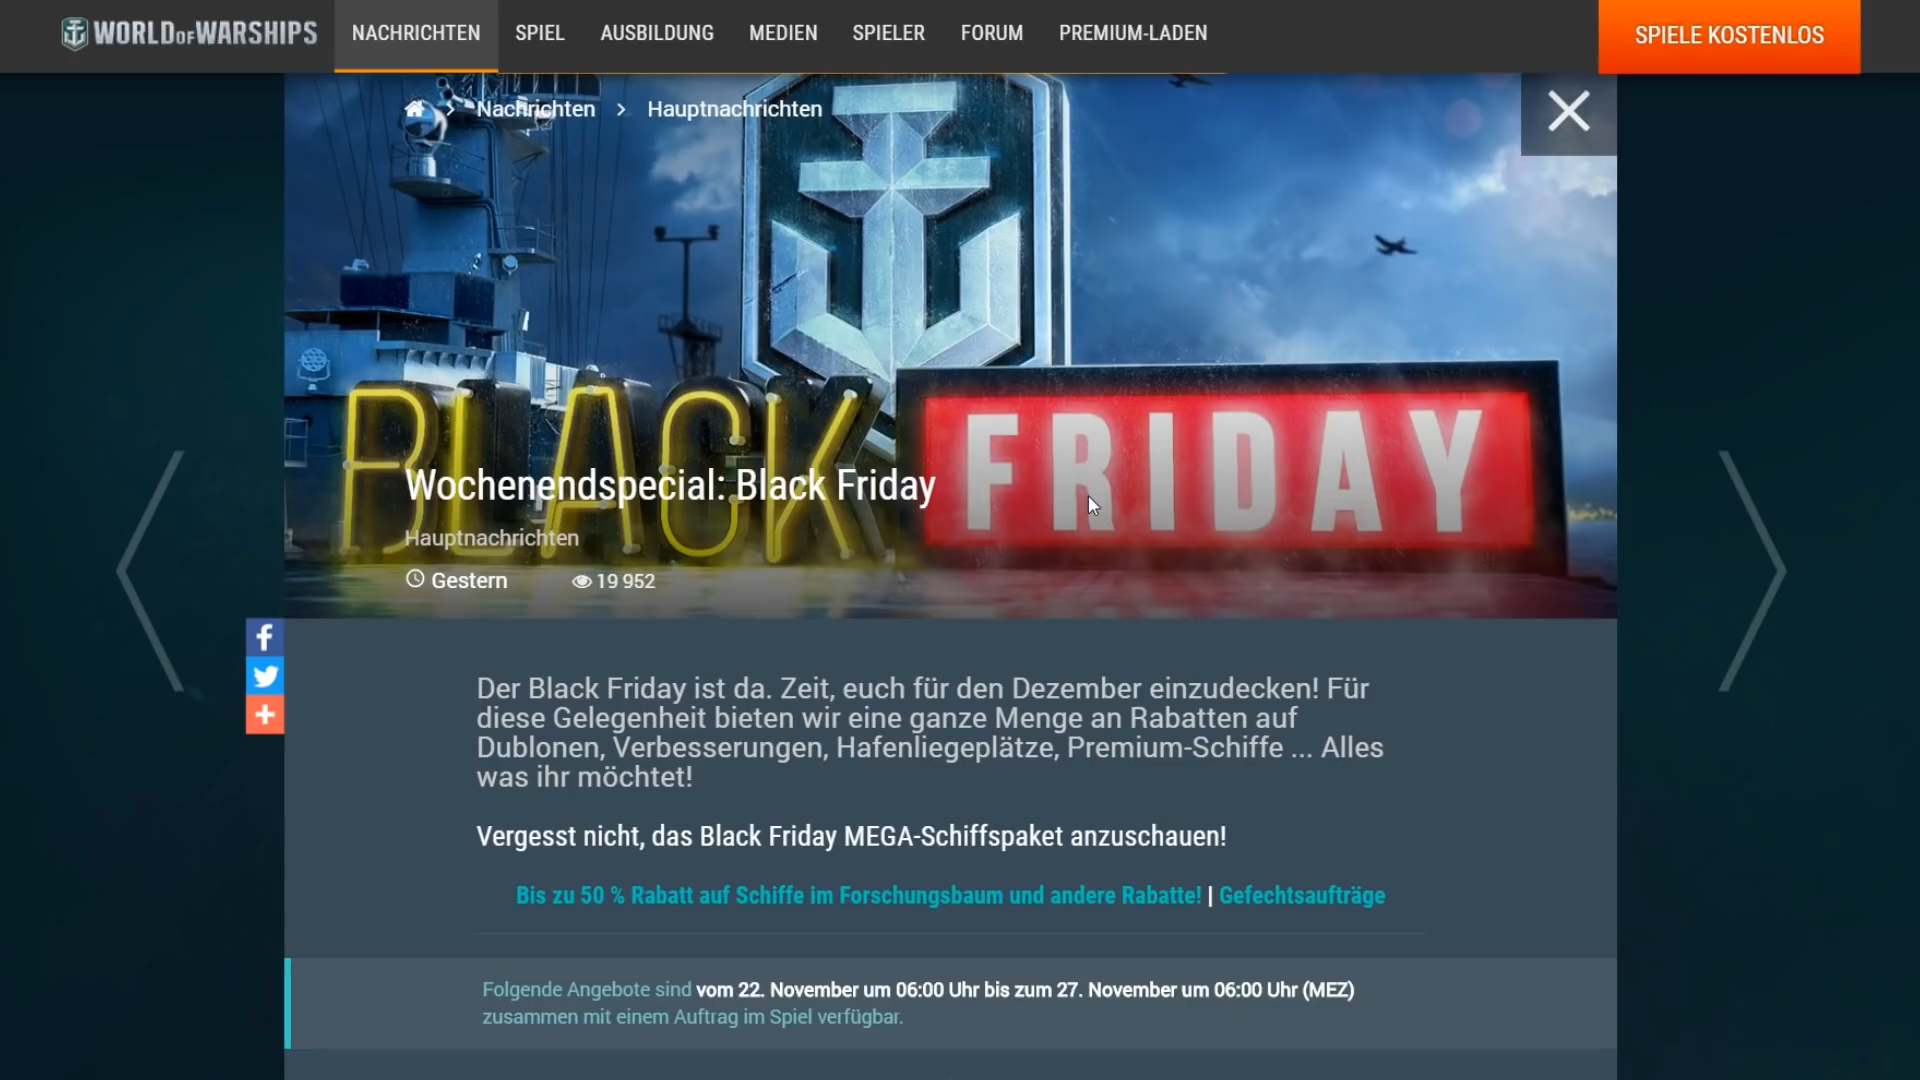 WORLD OF WARSHIPS NACHRICHTEN SPIEL AUSBILDUNG MEDIEN SPIELER FORUM PREMIUM-LADEN SPIELE KOSTENLOS
Nachrichten > Hauptnachrichten
BLACK FRIDAY
Wochenendspecial: Black Friday
Hauptnachrichten
Gestern 19 952
Der Black Friday ist da. Zeit, euch für den Dezember einzudecken! Für
diese Gelegenheit bieten wir eine ganze Menge an Rabatten auf
Dublonen, Verbesserungen, Hafenliegeplätze, Premium-Schiffe ... Alles
was ihr möchtet!
Vergesst nicht, das Black Friday MEGA-Schiffspaket anzuschauen!
Bis zu 50 % Rabatt auf Schiffe im Forschungsbaum und andere Rabatte! | Gefechtsaufträge
Folgende Angebote sind vom 22. November um 06:00 Uhr bis zum 27. November um 06:00 Uhr (MEZ)
zusammen mit einem Auftrag im Spiel verfügbar.